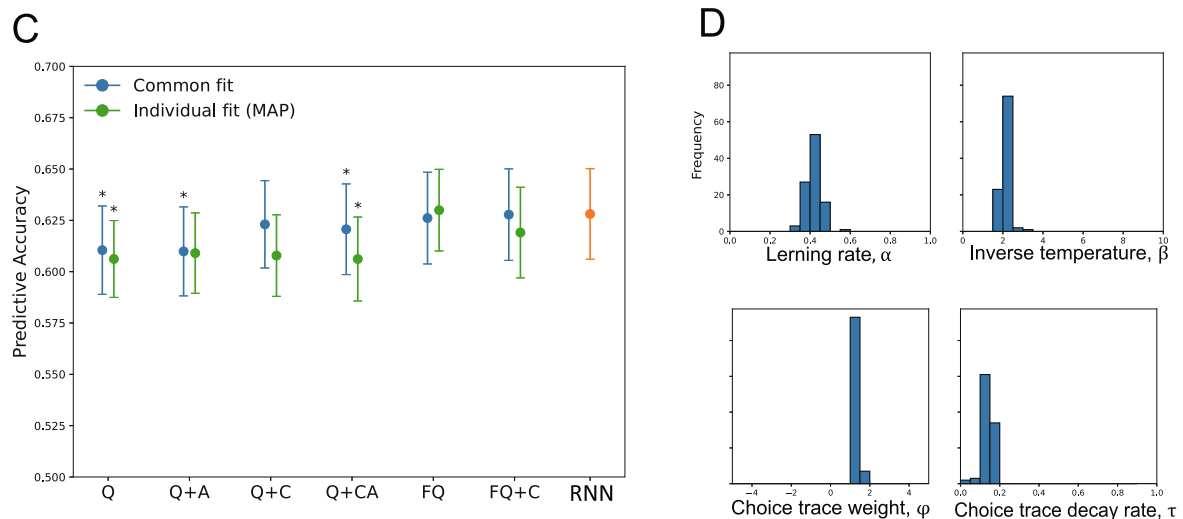 C
0.700
0.675
0.650
0.625
0.600
0.575
0.550
0.525
0.500
Predictive Accuracy
Common fit
Individual fit (MAP)
* * * * *
Q Q+A Q+C Q+CA FQ FQ+C RNN
D
80
60
40
20
0
Frequency
0.0 0.2 0.4 0.6 0.8 1.0
Lerning rate, α
0 2 4 6 8 10
Inverse temperature, β
−4 −2 0 2 4
Choice trace weight, φ
0.0 0.2 0.4 0.6 0.8 1.0
Choice trace decay rate, τ